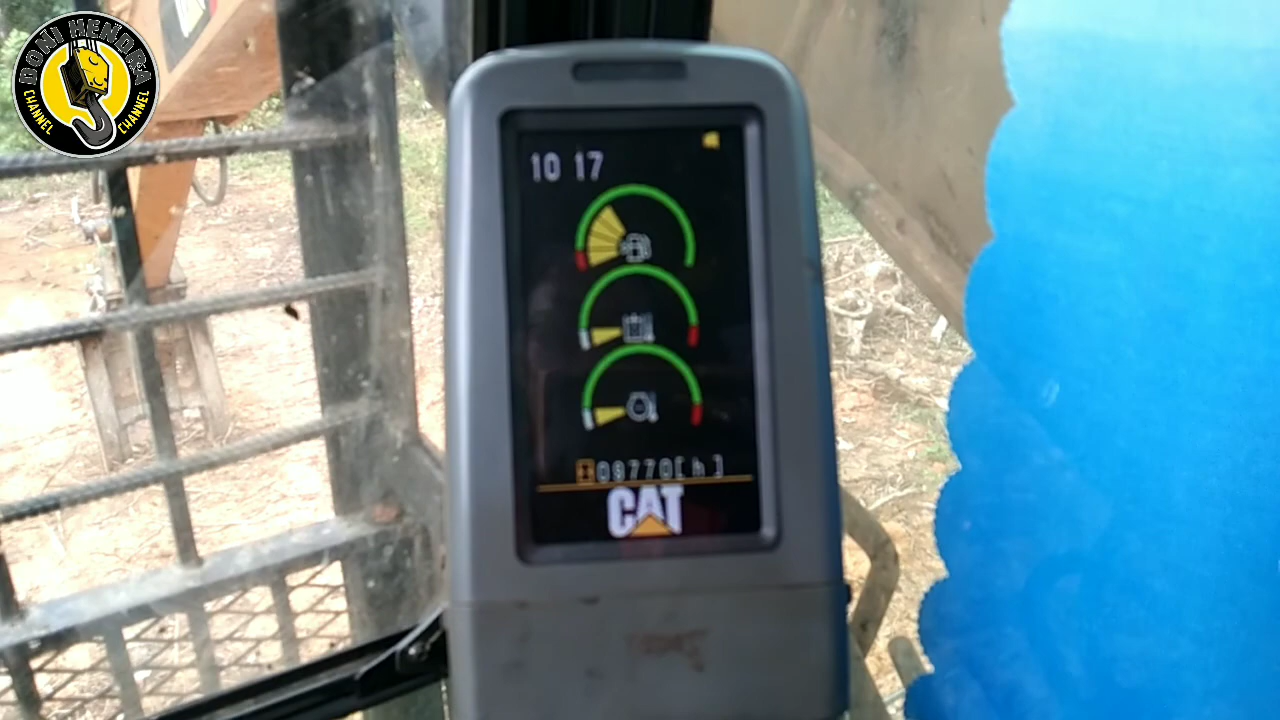 DONI HENDRA
CHANNEL CHANNEL
10 17
09770[h]
CAT